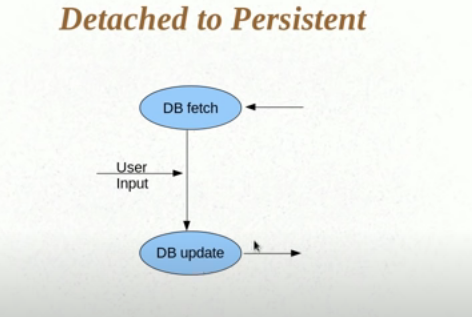 Detached to Persistent
DB fetch
User
Input
DB update